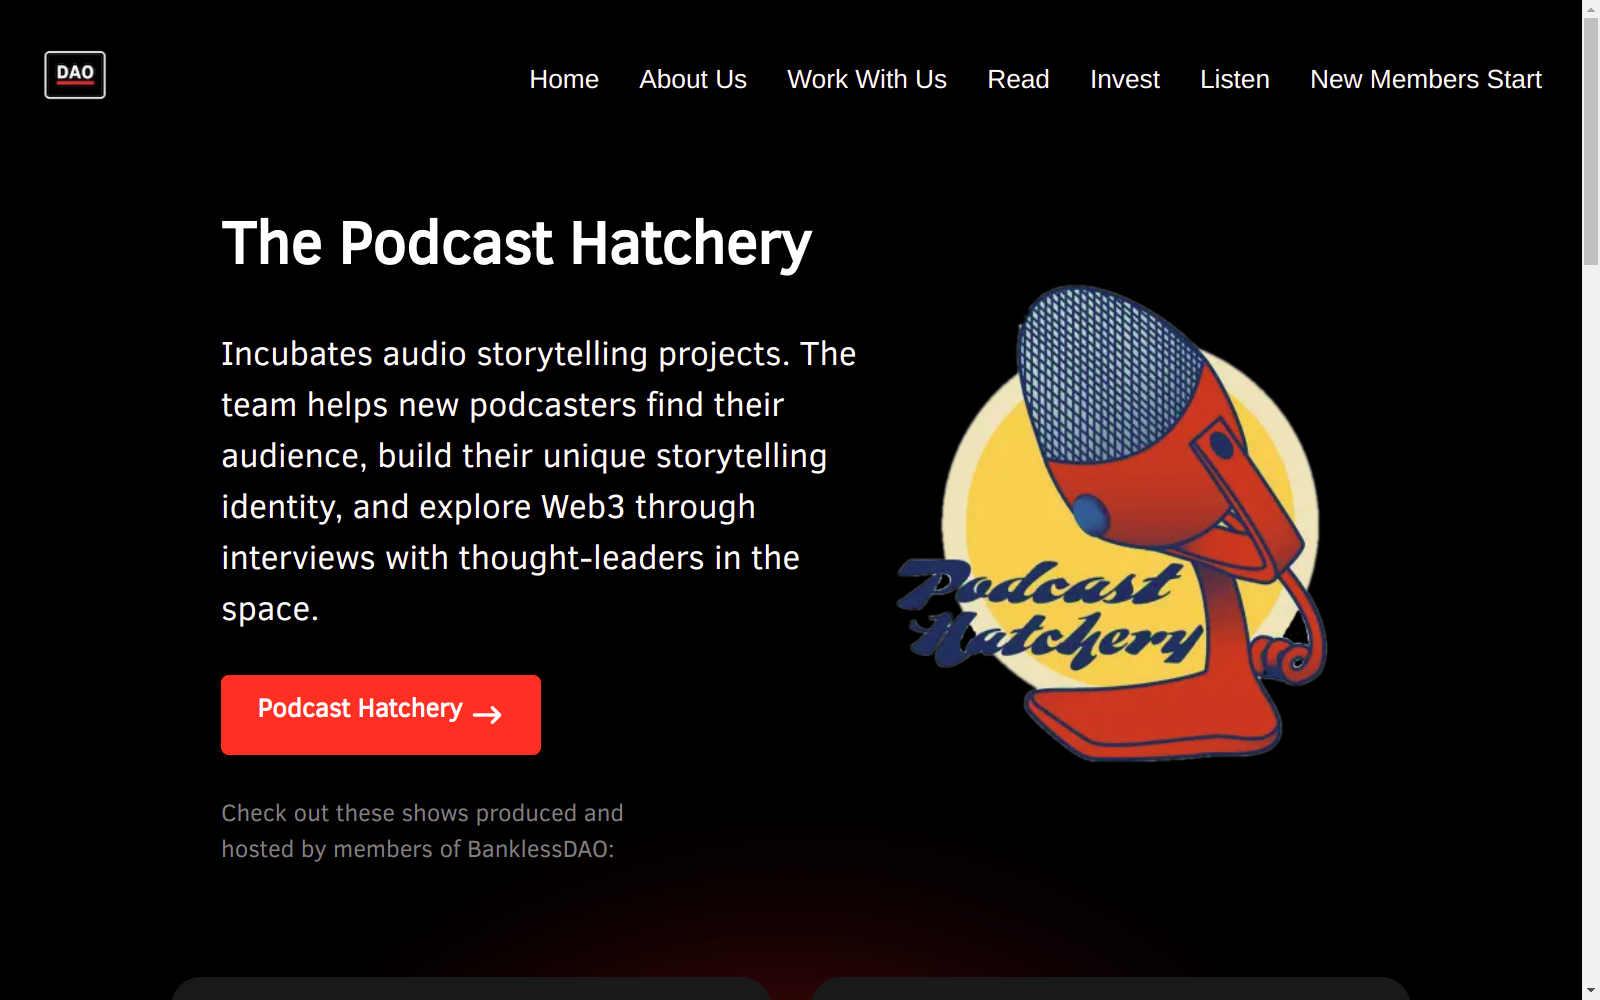 DAO
Home
About Us
Work With Us
Read
Invest
Listen
New Members Start
The Podcast Hatchery
Incubates audio storytelling projects. The
team helps new podcasters find their
audience, build their unique storytelling
identity, and explore Web3 through
interviews with thought-leaders in the
space.
Podcast
Hatchery
Podcast Hatchery →
Check out these shows produced and
hosted by members of BanklessDAO: